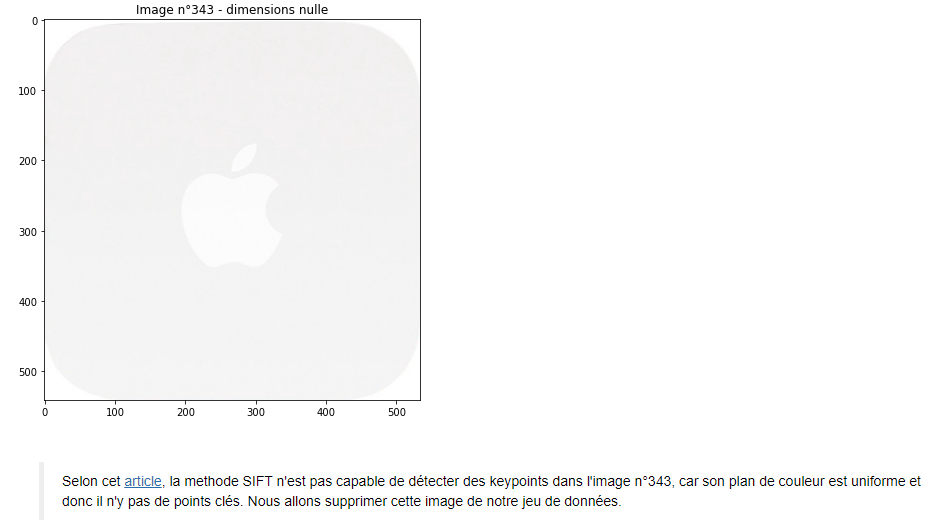 Image n°343 - dimensions nulle
0
100
200
300
400
500
0 100 200 300 400 500
Selon cet article, la methode SIFT n'est pas capable de détecter des keypoints dans l'image n°343, car son plan de couleur est uniforme et
donc il n'y pas de points clés. Nous allons supprimer cette image de notre jeu de données.